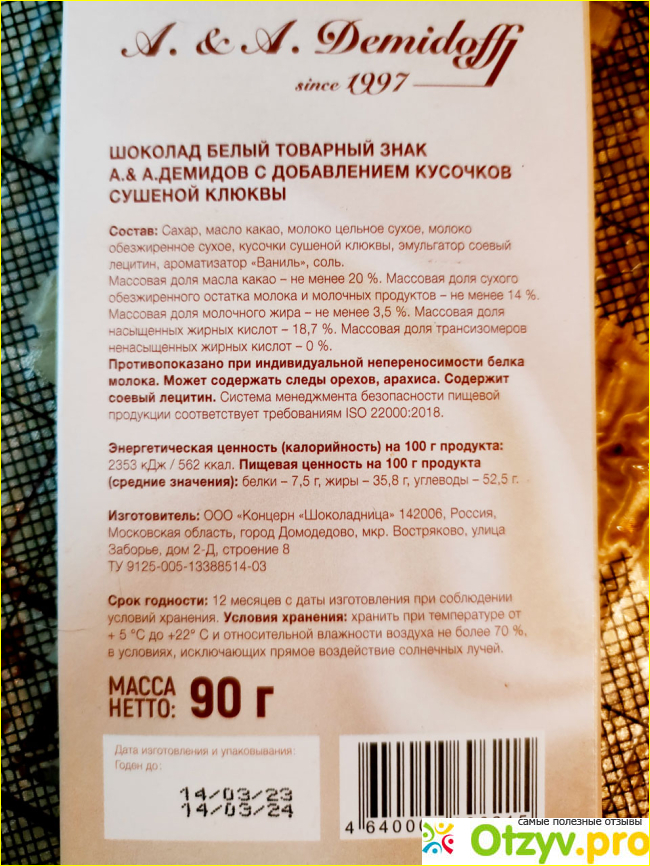 A. & A. Demidoff
since 1997
ШОКОЛАД БЕЛЫЙ ТОВАРНЫЙ ЗНАК
А.& А.ДЕМИДОВ С ДОБАВЛЕНИЕМ КУСОЧКОВ
СУШЕНОЙ КЛЮКВЫ
Состав: Сахар, масло какао, молоко цельное сухое, молоко
обезжиренное сухое, кусочки сушеной клюквы, эмульгатор соевый
лецитин, ароматизатор «Ваниль», соль.
Массовая доля масла какао – не менее 20 %. Массовая доля сухого
обезжиренного остатка молока и молочных продуктов – не менее 14 %.
Массовая доля молочного жира – не менее 3,5 %. Массовая доля
насыщенных жирных кислот – 18,7 %. Массовая доля трансизомеров
ненасыщенных жирных кислот – 0 %.
Противопоказано при индивидуальной непереносимости белка
молока. Может содержать следы орехов, арахиса. Содержит
соевый лецитин. Система менеджмента безопасности пищевой
продукции соответствует требованиям ISO 22000:2018.
Энергетическая ценность (калорийность) на 100 г продукта:
2353 кДж / 562 ккал. Пищевая ценность на 100 г продукта
(средние значения): белки – 7,5 г, жиры – 35,8 г, углеводы – 52,5 г.
Изготовитель: ООО «Концерн «Шоколадница» 142006, Россия,
Московская область, город Домодедово, мкр. Востряково, улица
Заборье, дом 2-Д, строение 8
ТУ 9125-005-13388514-03
Срок годности: 12 месяцев с даты изготовления при соблюдении
условий хранения. Условия хранения: хранить при температуре от
+ 5 °С до +22° С и относительной влажности воздуха не более 70 %,
в условиях, исключающих прямое воздействие солнечных лучей.
МАССА
НЕТТО: 90 г
Дата изготовления и упаковывания:
Годен до:
14/03/23
14/03/24
самые полезные отзывы
Otzyv.pro